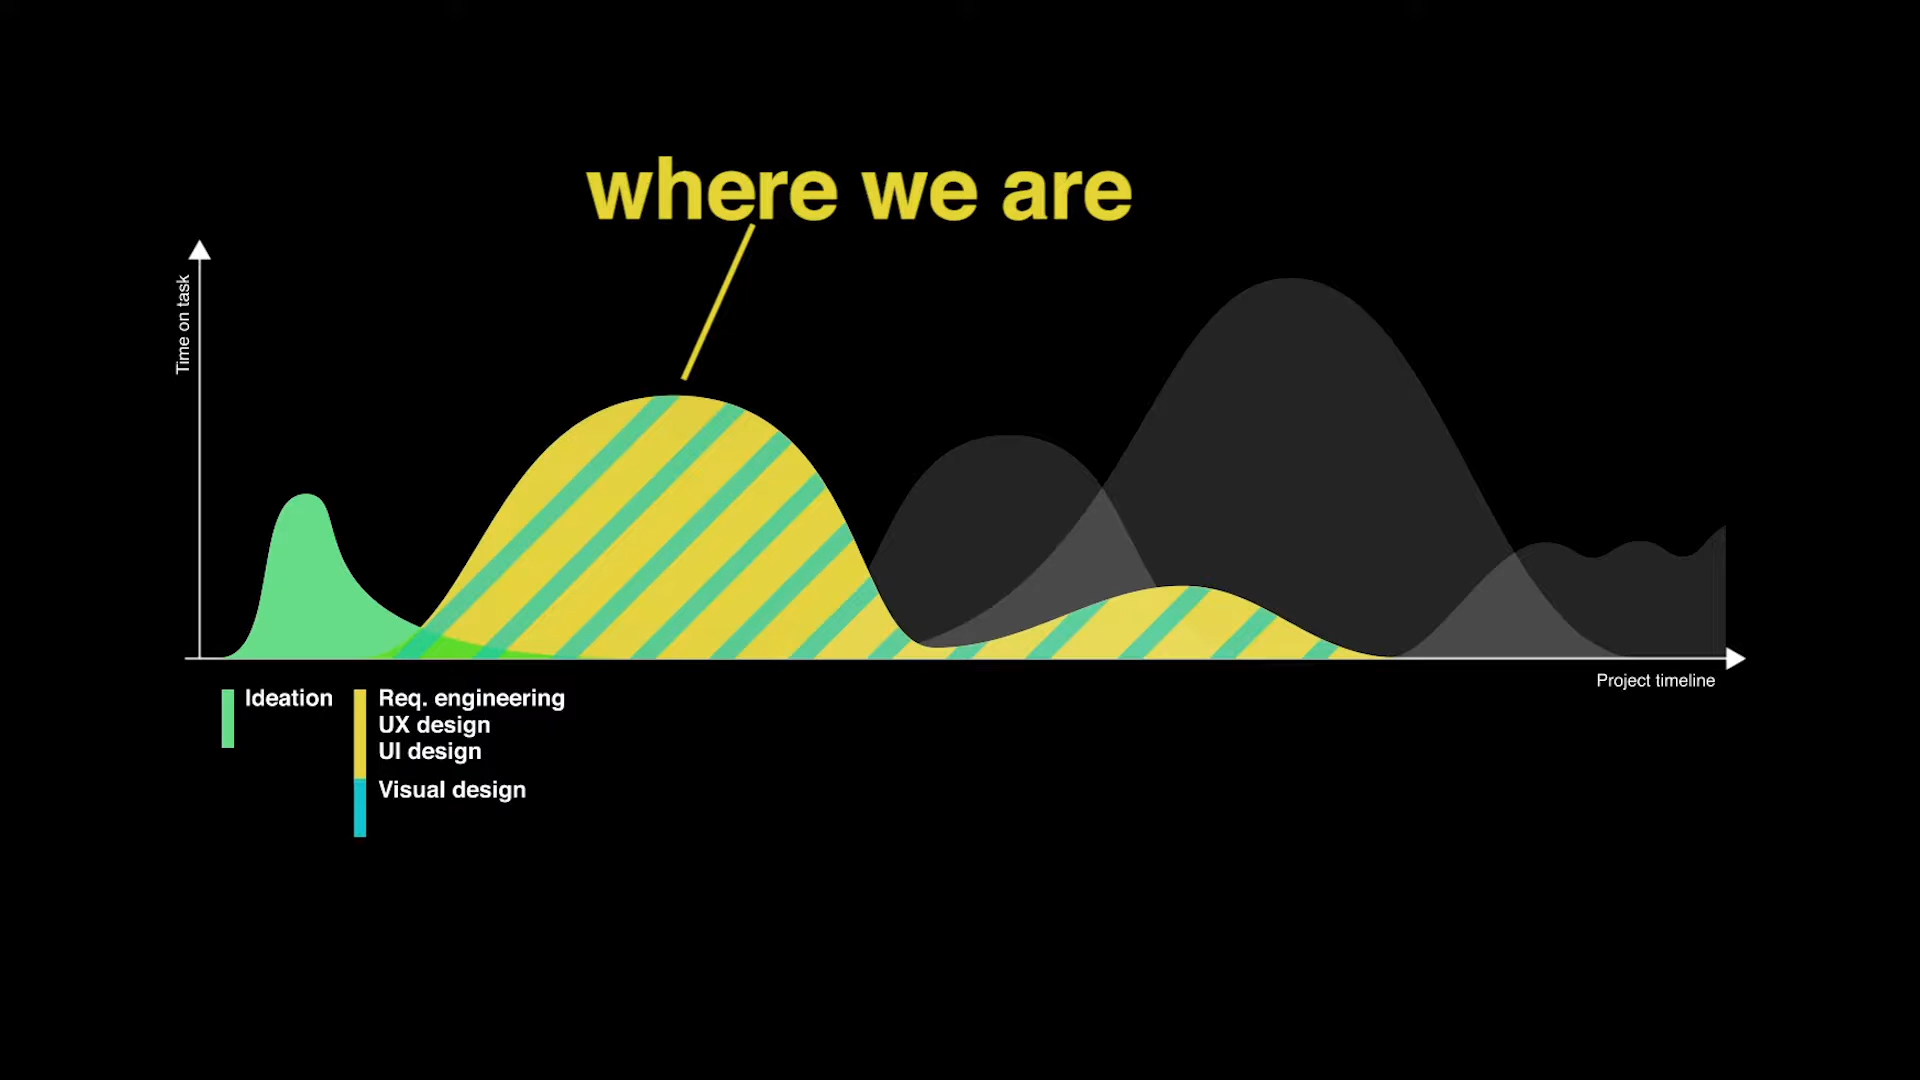 where we are
Time on task
Project timeline
Ideation
Req. engineering
UX design
UI design
Visual design